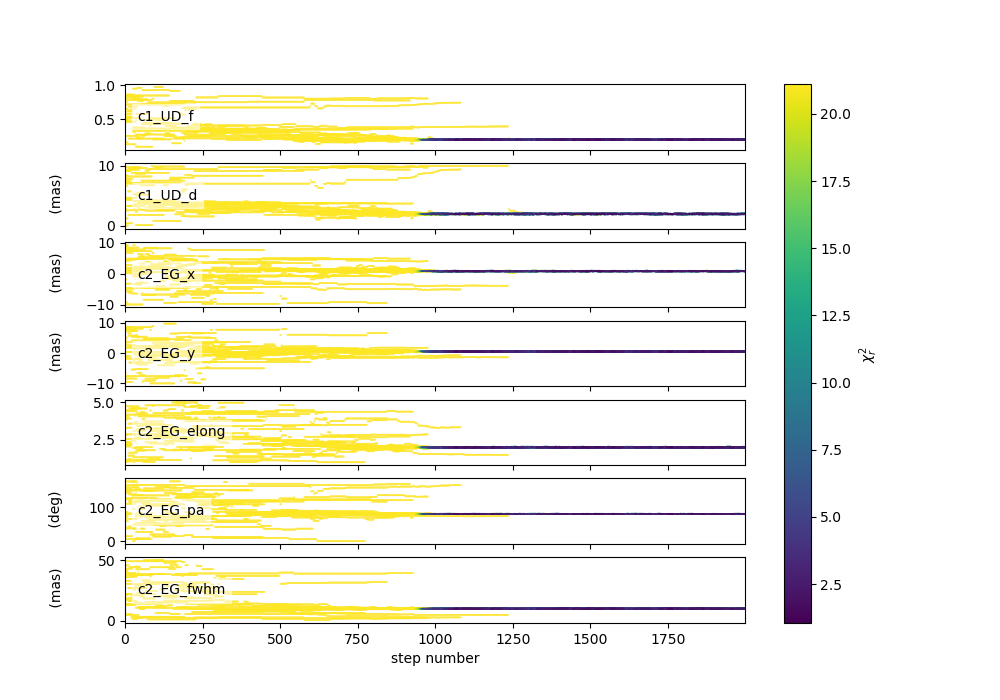 1.0
0.5
c1_UD_f
10
0
(mas)
c1_UD_d
10
0
−10
(mas)
c2_EG_x
10
0
−10
(mas)
c2_EG_y
5.0
2.5
c2_EG_elong
100
0
(deg)
c2_EG_pa
50
0
(mas)
c2_EG_fwhm
0 250 500 750 1000 1250 1500 1750
step number
20.0
17.5
15.0
12.5
10.0
7.5
5.0
2.5
χ²ᵣ